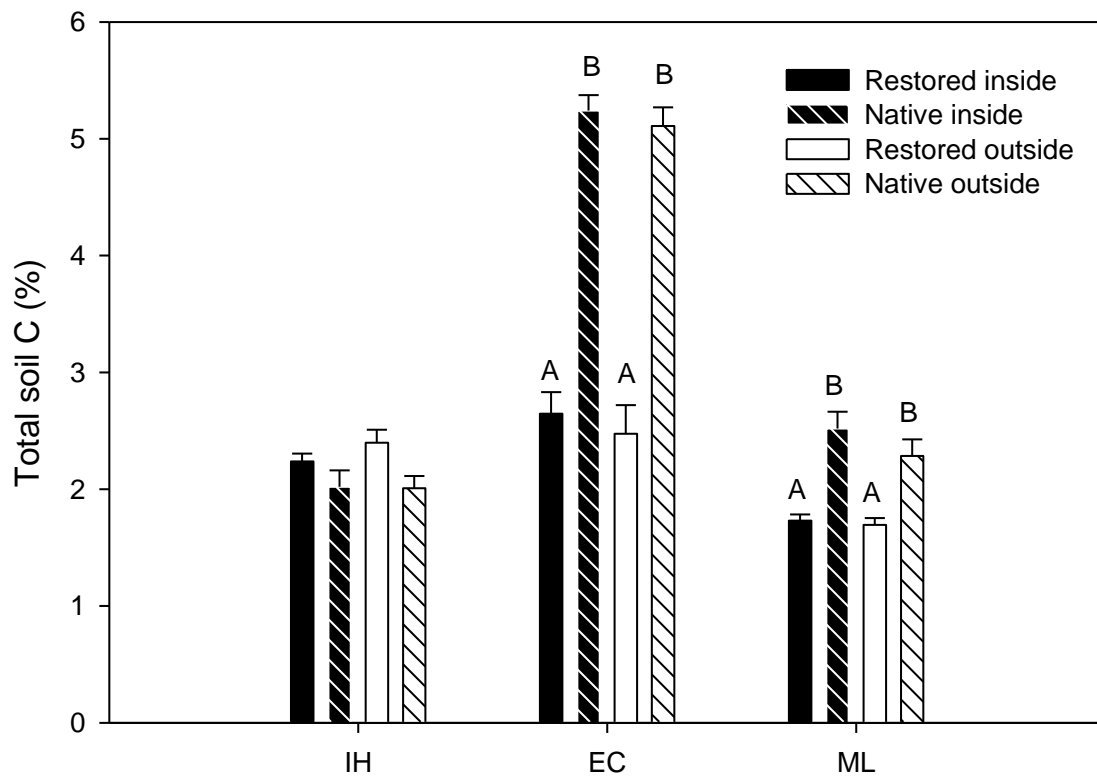 Total soil C (%)
6
5
4
3
2
1
0
Restored inside
Native inside
Restored outside
Native outside
A
B
A
B
A
B
A
B
IH
EC
ML